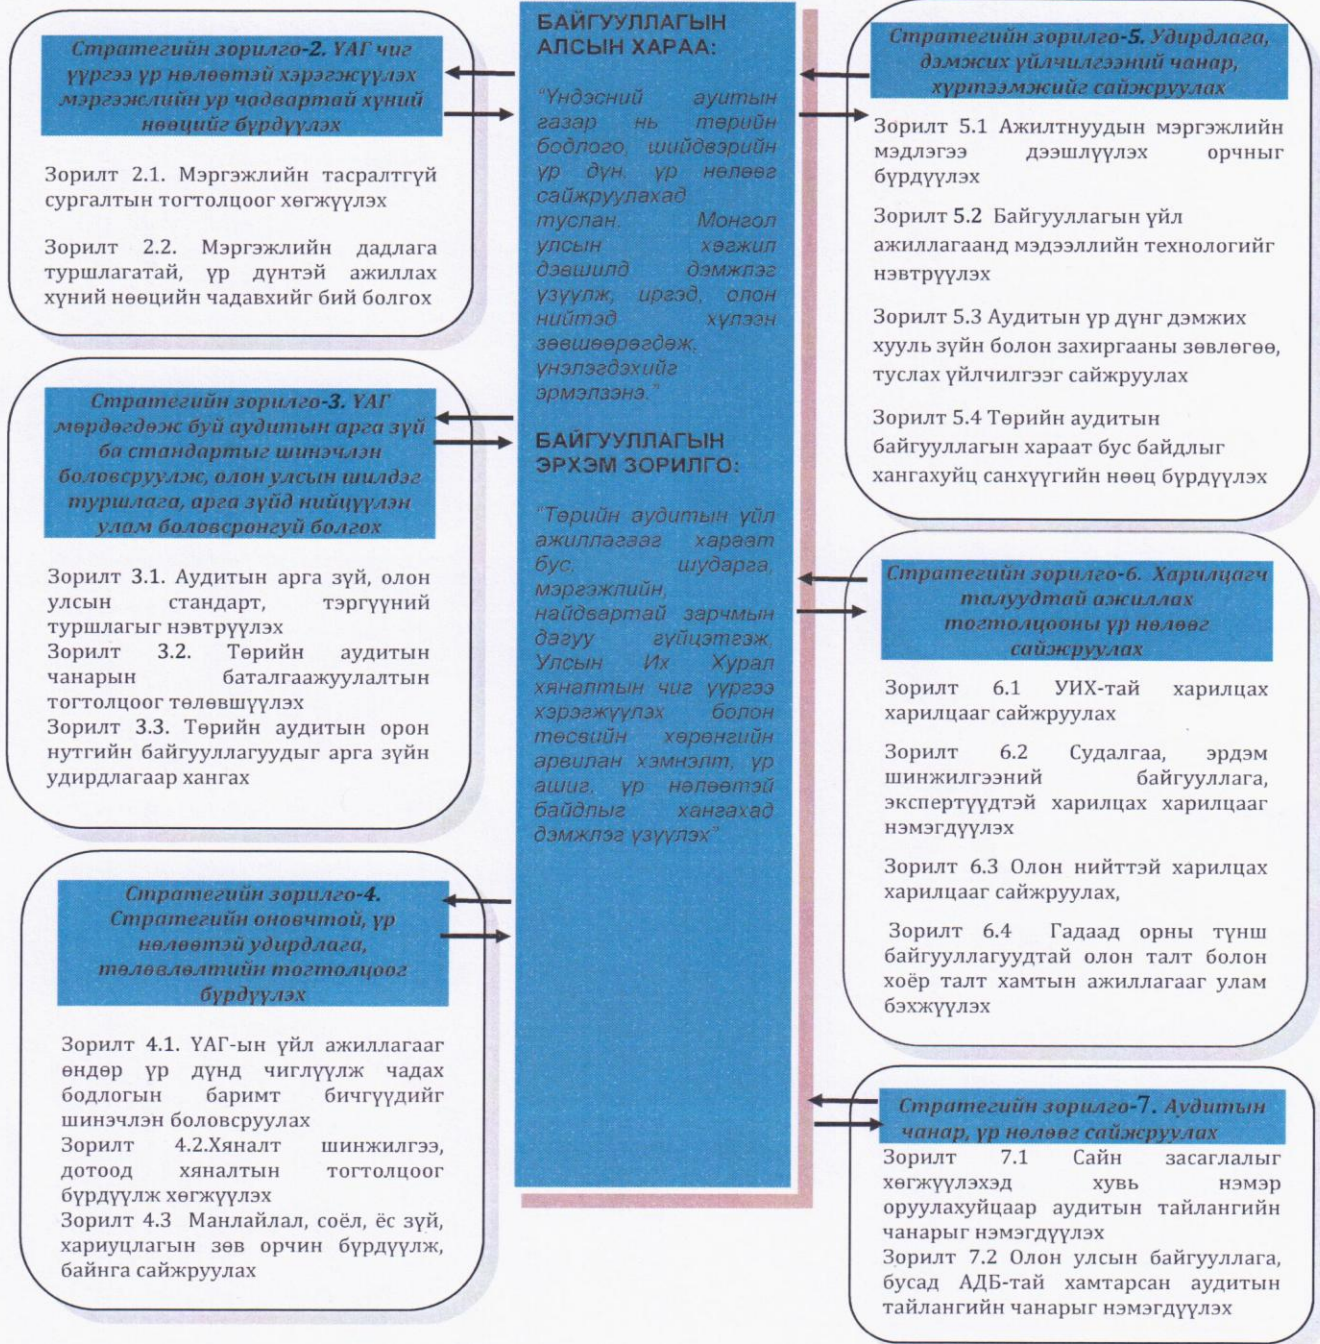 Стратегийн зорилго-2. ҮАГ чиг
үүргээ үр нөлөөтэй хэрэгжүүлэх
мэргэжлийн ур чадвартай хүний
нөөцийг бүрдүүлэх
Зорилт 2.1. Мэргэжлийн тасралтгүй
сургалтын тогтолцоог хөгжүүлэх
Зорилт 2.2. Мэргэжлийн дадлага
туршлагатай, үр дүнтэй ажиллах
хүний нөөцийн чадавхийг бий болгох
Стратегийн зорилго-3. ҮАГ
мөрдөгдөж буй аудитын арга зүй
ба стандартыг шинэчлэн
боловсруулж, олон улсын шилдэг
туршлага, арга зүйд нийцүүлэн
улам боловсронгуй болгох
Зорилт 3.1. Аудитын арга зүй, олон
улсын стандарт, тэргүүний
туршлагыг нэвтрүүлэх
Зорилт 3.2. Төрийн аудитын
чанарын баталгаажуулалтын
тогтолцоог төлөвшүүлэх
Зорилт 3.3. Төрийн аудитын орон
нутгийн байгууллагуудыг арга зүйн
удирдлагаар хангах
Стратегийн зорилго-4.
Стратегийн оновчтой, үр
нөлөөтэй удирдлага,
төлөвлөлтийн тогтолцоог
бүрдүүлэх
Зорилт 4.1. ҮАГ-ын үйл ажиллагааг
өндөр үр дүнд чиглүүлж чадах
бодлогын баримт бичгүүдийг
шинэчлэн боловсруулах
Зорилт 4.2.Хяналт шинжилгээ,
дотоод хяналтын тогтолцоог
бүрдүүлж хөгжүүлэх
Зорилт 4.3 Манлайлал, соёл, ёс зүй,
хариуцлагын зөв орчин бүрдүүлж,
байнга сайжруулах
БАЙГУУЛЛАГЫН
АЛСЫН ХАРАА:
"Үндэсний ауитын
газар нь төрийн
бодлого, шийдвэрийн
үр дүн, үр нөлөөг
сайжруулахад
туслан, Монгол
улсын хөгжил
дэвшилд дэмжлэг
үзүүлж, иргэд, олон
нийтэд хүлээн
зөвшөөрөгдөж,
үнэлэгдэхийг
эрмэлзэнэ."
БАЙГУУЛЛАГЫН
ЭРХЭМ ЗОРИЛГО:
"Төрийн аудитын үйл
ажиллагааг хараат
бус, шударга,
мэргэжлийн,
найдвартай зарчмын
дагуу гүйцэтгэж,
Улсын Их Хурал
хяналтын чиг үүргээ
хэрэгжүүлэх болон
төсвийн хөрөнгийн
арвилан хэмнэлт, үр
ашиг, үр нөлөөтэй
байдлыг хангахад
дэмжлэг үзүүлэх"
Стратегийн зорилго-5. Удирдлага,
дэмжих үйлчилгээний чанар,
хүртээмжийг сайжруулах
Зорилт 5.1 Ажилтнуудын мэргэжлийн
мэдлэгээ дээшлүүлэх орчныг
бүрдүүлэх
Зорилт 5.2 Байгууллагын үйл
ажиллагаанд мэдээллийн технологийг
нэвтрүүлэх
Зорилт 5.3 Аудитын үр дүнг дэмжих
хууль зүйн болон захиргааны зөвлөгөө,
туслах үйлчилгээг сайжруулах
Зорилт 5.4 Төрийн аудитын
байгууллагын хараат бус байдлыг
хангахуйц санхүүгийн нөөц бүрдүүлэх
Стратегийн зорилго-6. Харилцагч
талуудтай ажиллах
тогтолцооны үр нөлөөг
сайжруулах
Зорилт 6.1 УИХ-тай харилцах
харилцааг сайжруулах
Зорилт 6.2 Судалгаа, эрдэм
шинжилгээний байгууллага,
экспертүүдтэй харилцах харилцааг
нэмэгдүүлэх
Зорилт 6.3 Олон нийттэй харилцах
харилцааг сайжруулах,
Зорилт 6.4 Гадаад орны түнш
байгууллагуудтай олон талт болон
хоёр талт хамтын ажиллагааг улам
бэхжүүлэх
Стратегийн зорилго-7. Аудитын
чанар, үр нөлөөг сайжруулах
Зорилт 7.1 Сайн засаглалыг
хөгжүүлэхэд хувь нэмэр
оруулахуйцаар аудитын тайлангийн
чанарыг нэмэгдүүлэх
Зорилт 7.2 Олон улсын байгууллага,
бусад АДБ-тай хамтарсан аудитын
тайлангийн чанарыг нэмэгдүүлэх